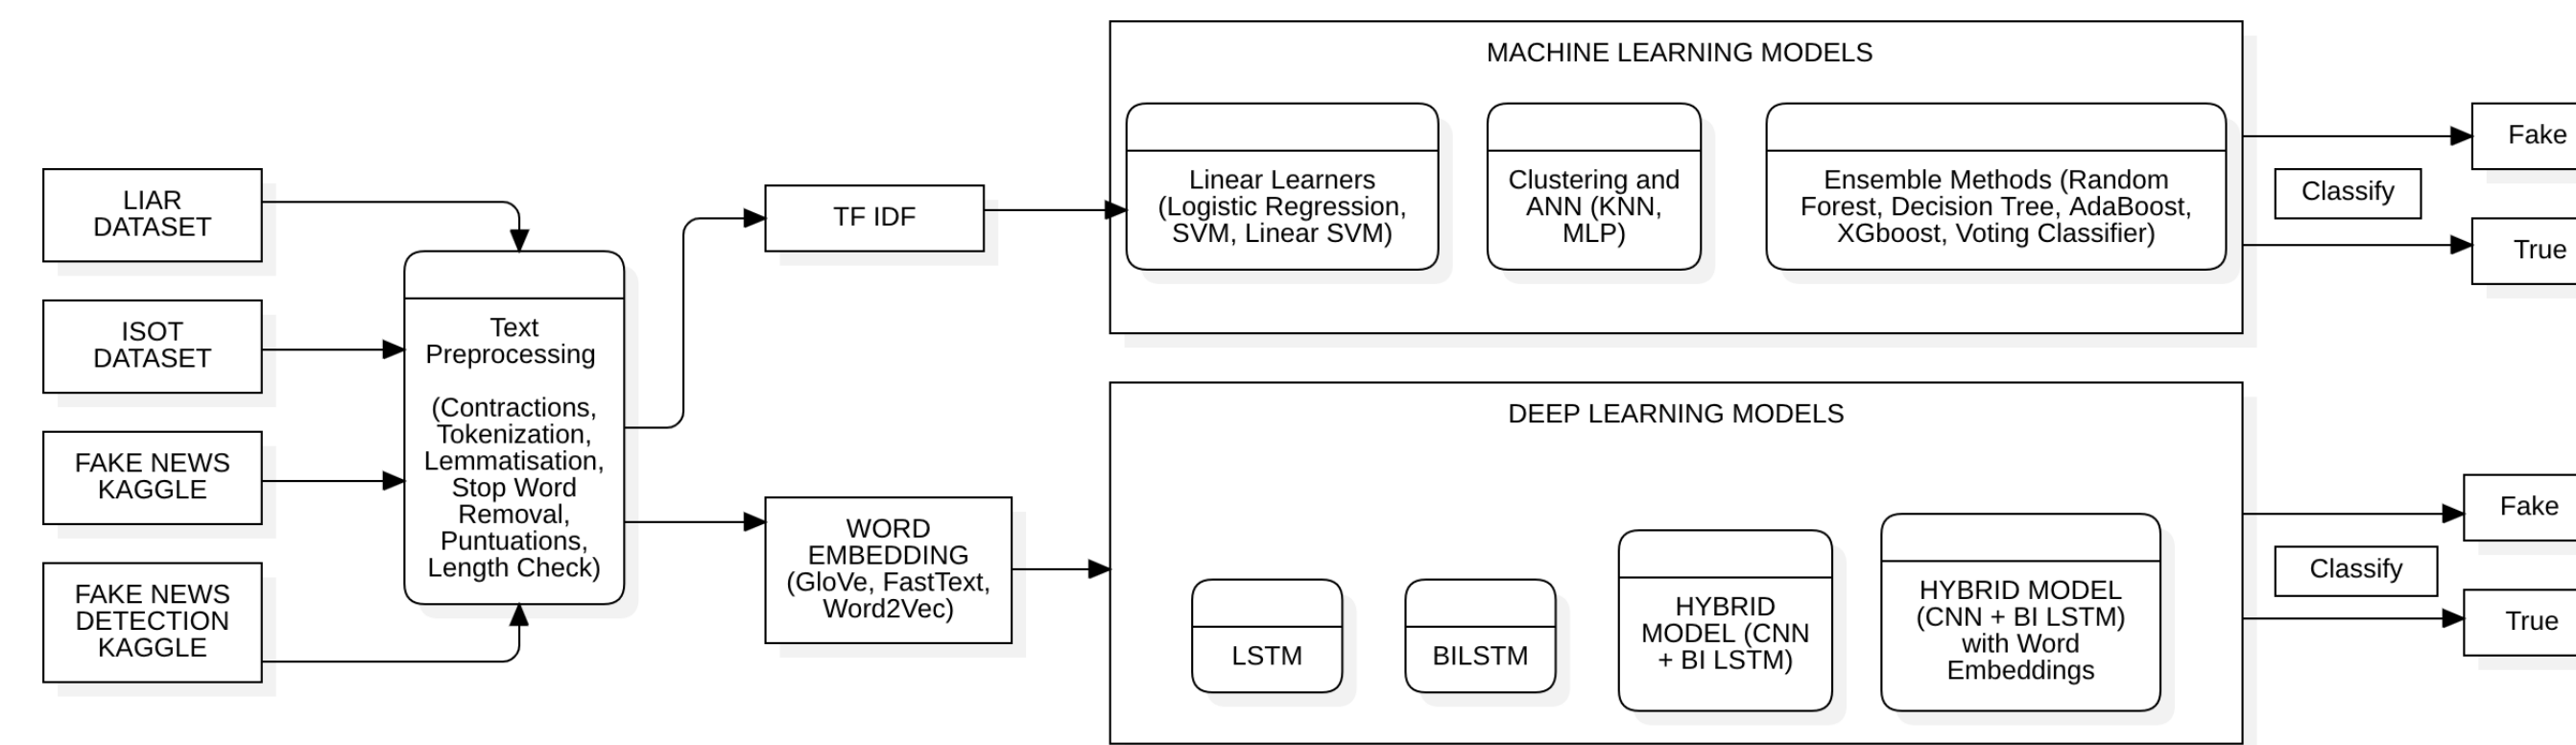 LIAR
DATASET
ISOT
DATASET
FAKE NEWS
KAGGLE
FAKE NEWS
DETECTION
KAGGLE
Text
Preprocessing
(Contractions,
Tokenization,
Lemmatisation,
Stop Word
Removal,
Puntuations,
Length Check)
TF IDF
WORD
EMBEDDING
(GloVe, FastText,
Word2Vec)
MACHINE LEARNING MODELS
Linear Learners
(Logistic Regression,
SVM, Linear SVM)
Clustering and
ANN (KNN,
MLP)
Ensemble Methods (Random
Forest, Decision Tree, AdaBoost,
XGboost, Voting Classifier)
Fake
Classify
True
DEEP LEARNING MODELS
LSTM
BILSTM
HYBRID
MODEL (CNN
+ BI LSTM)
HYBRID MODEL
(CNN + BI LSTM)
with Word
Embeddings
Fake
Classify
True